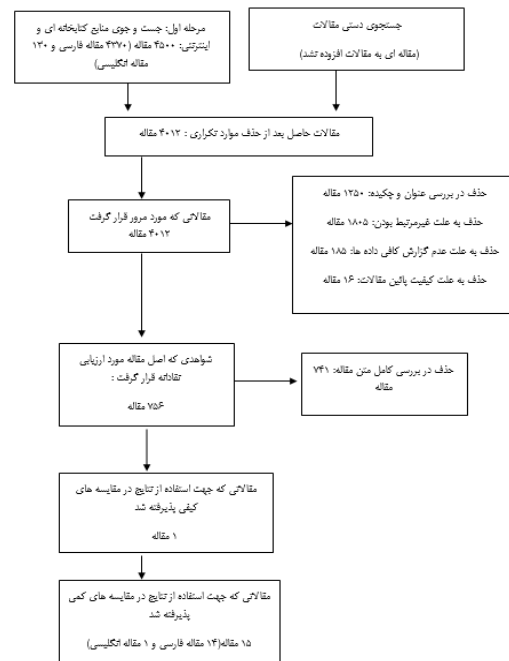 مرحله اول: جست و جوی منابع کتابخانه ای و
اینترنتی: ۴۵۰۰ مقاله (۴۳۷۰ مقاله فارسی و ۱۳۰
مقاله انگلیسی)
جستجوی دستی مقالات
(مقاله ای به مقالات افزوده نشد)
مقالات حاصل بعد از حذف موارد تکراری : ۴۰۱۲ مقاله
مقالاتی که مورد مرور قرار گرفت
۴۰۱۲ مقاله
حذف در بررسی عنوان و چکیده: ۱۲۵۰ مقاله
حذف به علت غیرمرتبط بودن: ۱۸۰۵ مقاله
حذف به علت عدم گزارش کافی داده ها: ۱۸۵ مقاله
حذف به علت کیفیت پائین مقالات: ۱۶ مقاله
شواهدی که اصل مقاله مورد ارزیابی
نقادانه قرار گرفت :
۷۵۶ مقاله
حذف در بررسی کامل متن مقاله: ۷۴۱
مقاله
مقالاتی که جهت استفاده از نتایج در مقایسه های
کیفی پذیرفته شد
۱ مقاله
مقالاتی که جهت استفاده از نتایج در مقایسه های کمی
پذیرفته شد
۱۵ مقاله(۱۴ مقاله فارسی و ۱ مقاله انگلیسی)